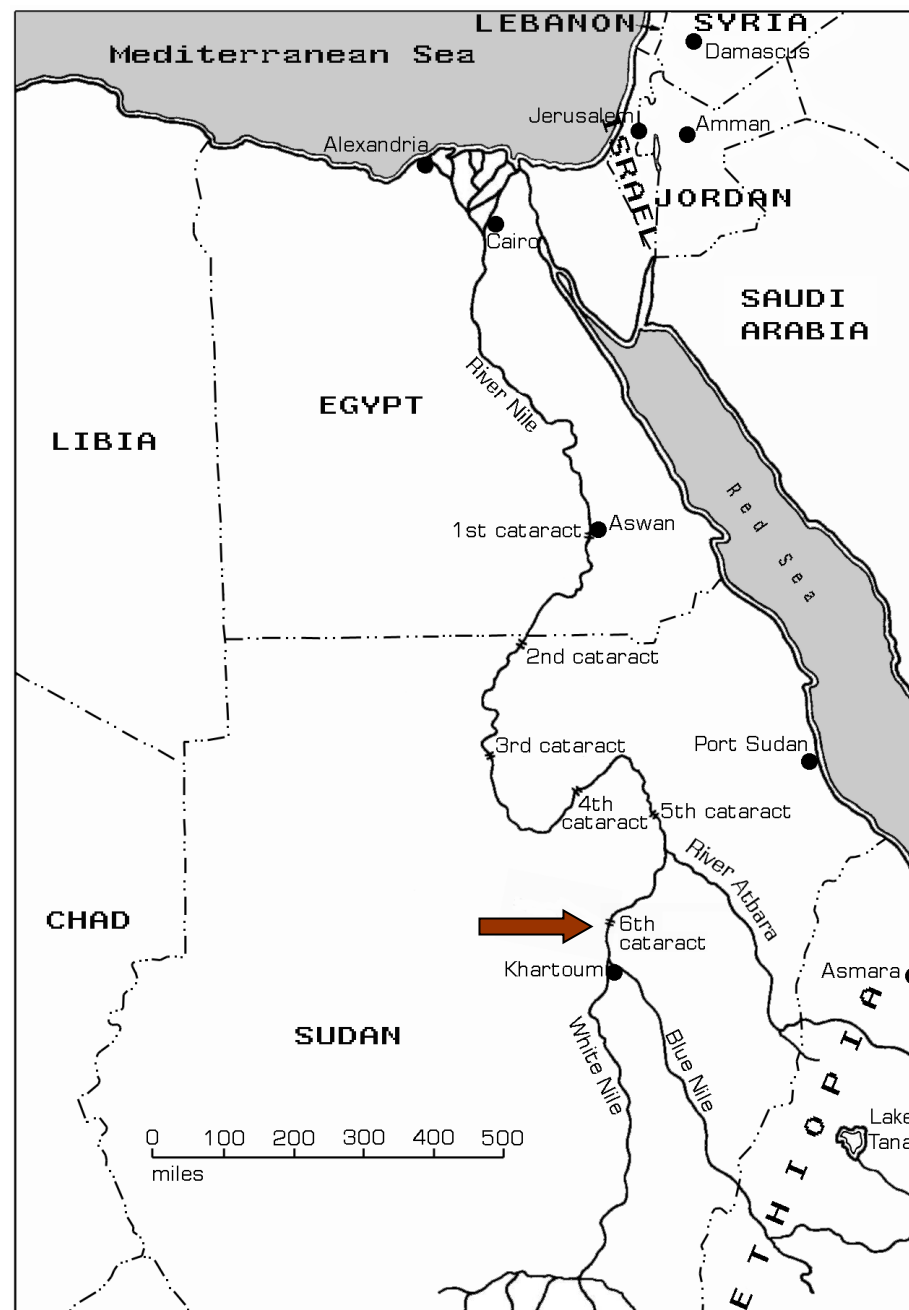 LEBANON
SYRIA
Mediterranean Sea
Damascus
Jerusalem
Amman
Alexandria
ISRAEL
JORDAN
Cairo
SAUDI
ARABIA
River Nile
EGYPT
LIBIA
Red Sea
1st cataract
Aswan
2nd cataract
3rd cataract
Port Sudan
4th
cataract
5th cataract
River Atbara
CHAD
6th
cataract
Khartoum
Asmara
SUDAN
White Nile
Blue Nile
ETHIOPIA
Lake
Tana
0 100 200 300 400 500
miles